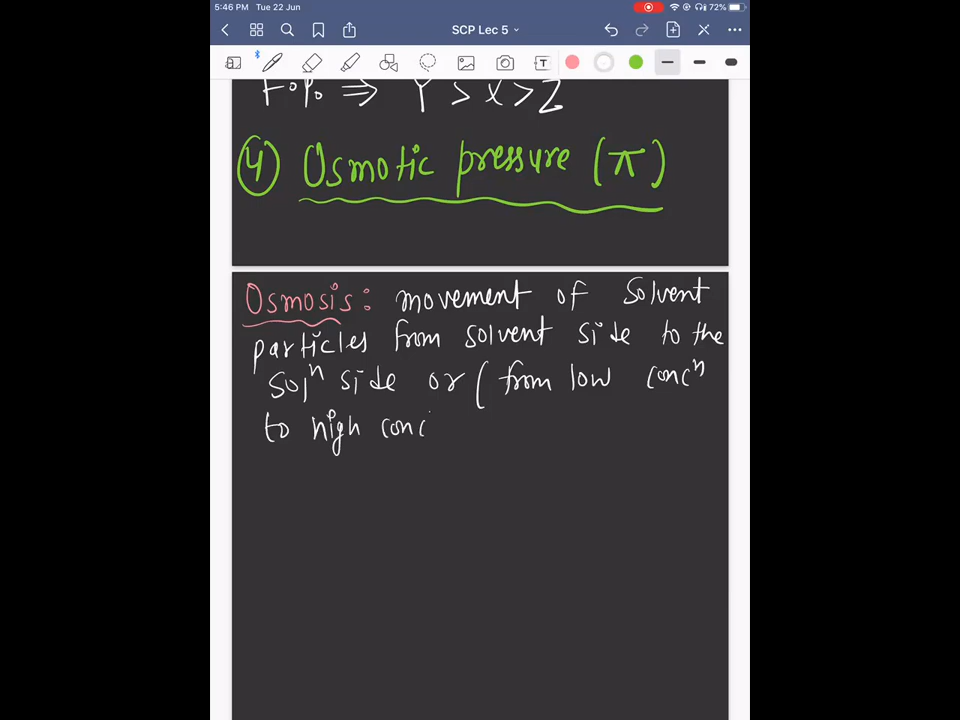 5:46 PM Tue 22 Jun 72%
SCP Lec 5
T
F.P. ⇒ Y > X > Z
④ Osmotic pressure (π)
Osmosis: movement of solvent
particles from solvent side to the
solⁿ side or (from low concⁿ
to high conc